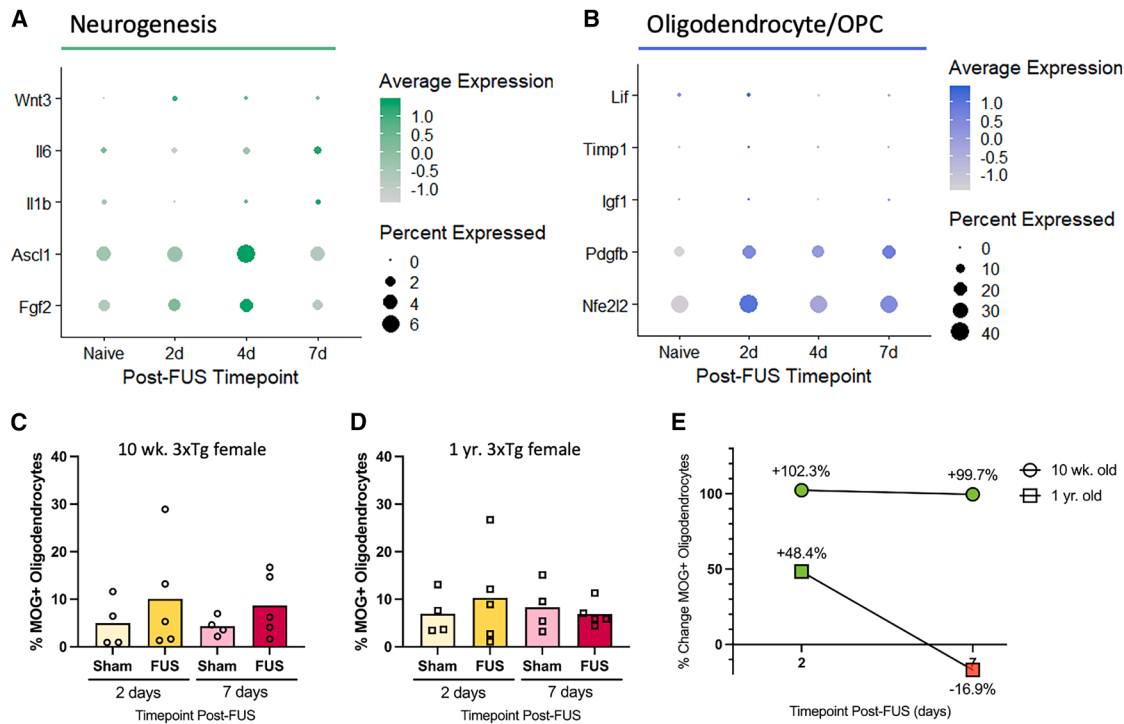 A
Neurogenesis
Wnt3
Il6
Il1b
Ascl1
Fgf2
Naive 2d 4d 7d
Post-FUS Timepoint
Average Expression
1.0
0.5
0.0
-0.5
-1.0
Percent Expressed
0
2
4
6
B
Oligodendrocyte/OPC
Lif
Timp1
Igf1
Pdgfb
Nfe2l2
Naive 2d 4d 7d
Post-FUS Timepoint
Average Expression
1.0
0.5
0.0
-0.5
-1.0
Percent Expressed
0
10
20
30
40
C
10 wk. 3xTg female
% MOG+ Oligodendrocytes
40
30
20
10
0
Sham FUS Sham FUS
2 days 7 days
Timepoint Post-FUS
D
1 yr. 3xTg female
% MOG+ Oligodendrocytes
40
30
20
10
0
Sham FUS Sham FUS
2 days 7 days
Timepoint Post-FUS
E
% Change MOG+ Oligodendrocytes
100
50
0
+102.3%
+99.7%
+48.4%
-16.9%
2 7
Timepoint Post-FUS (days)
10 wk. old
1 yr. old